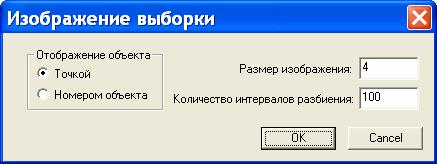 Изображение выборки
Отображение объекта
Точкой
Номером объекта
Размер изображения: 4
Количество интервалов разбиения: 100
OK Cancel